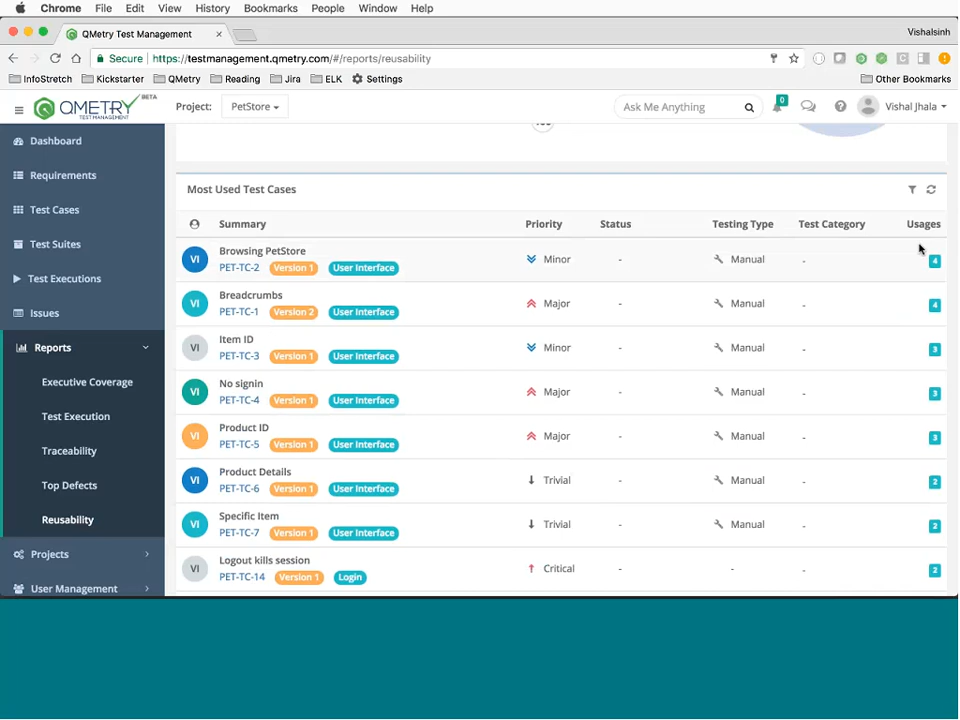 Chrome File Edit View History Bookmarks People Window Help
QMetry Test Management
Vishalsinh
Secure https://testmanagement.qmetry.com/#/reports/reusability
InfoStretch Kickstarter QMetry Reading Jira ELK Settings Other Bookmarks
QMETRY BETA
TEST MANAGEMENT
Project: PetStore Ask Me Anything 0 Vishal Jhala
Dashboard
Requirements
Test Cases
Test Suites
Test Executions
Issues
Reports
Executive Coverage
Test Execution
Traceability
Top Defects
Reusability
Projects
User Management
Most Used Test Cases
Summary Priority Status Testing Type Test Category Usages
VI Browsing PetStore Minor - Manual - 4
PET-TC-2 Version 1 User Interface
VI Breadcrumbs Major - Manual - 4
PET-TC-1 Version 2 User Interface
VI Item ID Minor - Manual - 3
PET-TC-3 Version 1 User Interface
VI No signin Major - Manual - 3
PET-TC-4 Version 1 User Interface
VI Product ID Major - Manual - 3
PET-TC-5 Version 1 User Interface
VI Product Details Trivial - Manual - 2
PET-TC-6 Version 1 User Interface
VI Specific Item Trivial - Manual - 2
PET-TC-7 Version 1 User Interface
VI Logout kills session Critical - - - 2
PET-TC-14 Version 1 Login